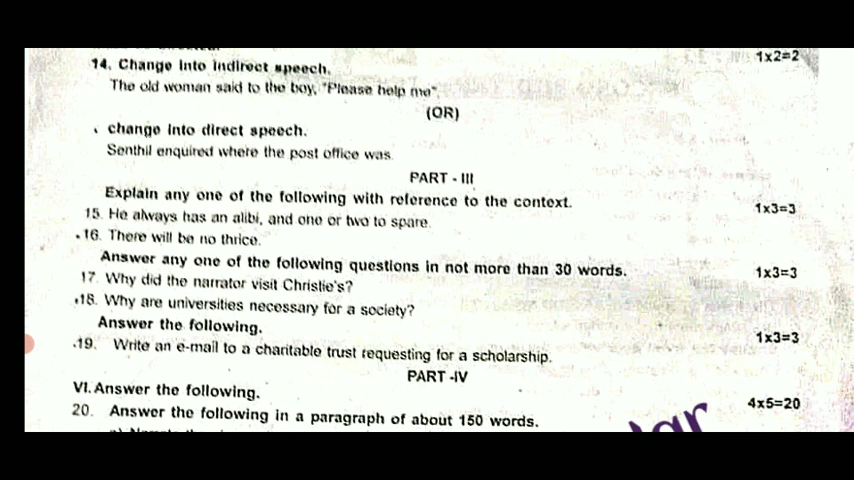 1x2=2
14. Change into indirect speech.
The old woman said to the boy, "Please help me".
(OR)
change into direct speech.
Senthil enquired where the post office was.
PART - III
Explain any one of the following with reference to the context. 1x3=3
15. He always has an alibi, and one or two to spare.
16. There will be no thrice.
Answer any one of the following questions in not more than 30 words. 1x3=3
17. Why did the narrator visit Christie's?
18. Why are universities necessary for a society?
Answer the following. 1x3=3
19. Write an e-mail to a charitable trust requesting for a scholarship.
PART -IV
VI. Answer the following. 4x5=20
20. Answer the following in a paragraph of about 150 words.